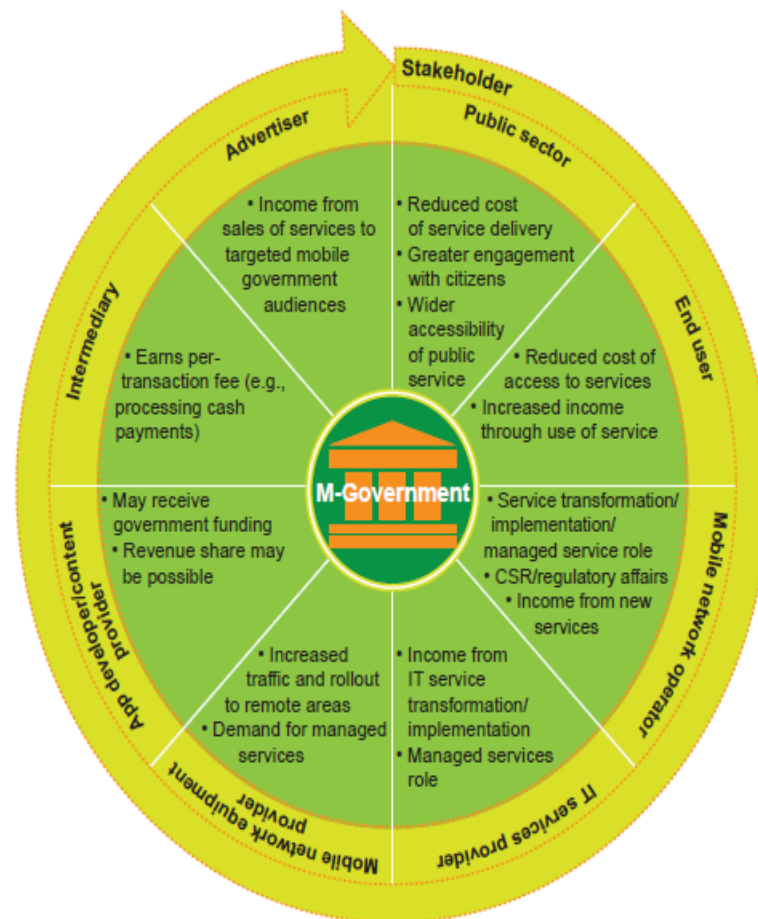 Stakeholder
Public sector
• Reduced cost
of service delivery
• Greater engagement
with citizens
• Wider
accessibility
of public
service
End user
• Reduced cost of
access to services
• Increased income
through use of service
Mobile network operator
• Service transformation/
implementation/
managed service role
• CSR/regulatory affairs
• Income from new
services
IT services provider
• Income from
IT service
transformation/
implementation
• Managed services
role
Mobile network equipment
provider
• Increased
traffic and rollout
to remote areas
• Demand for managed
services
App developer/content
provider
• May receive
government funding
• Revenue share may
be possible
Intermediary
• Earns per-
transaction fee (e.g.,
processing cash
payments)
Advertiser
• Income from
sales of services to
targeted mobile
government
audiences
M-Government